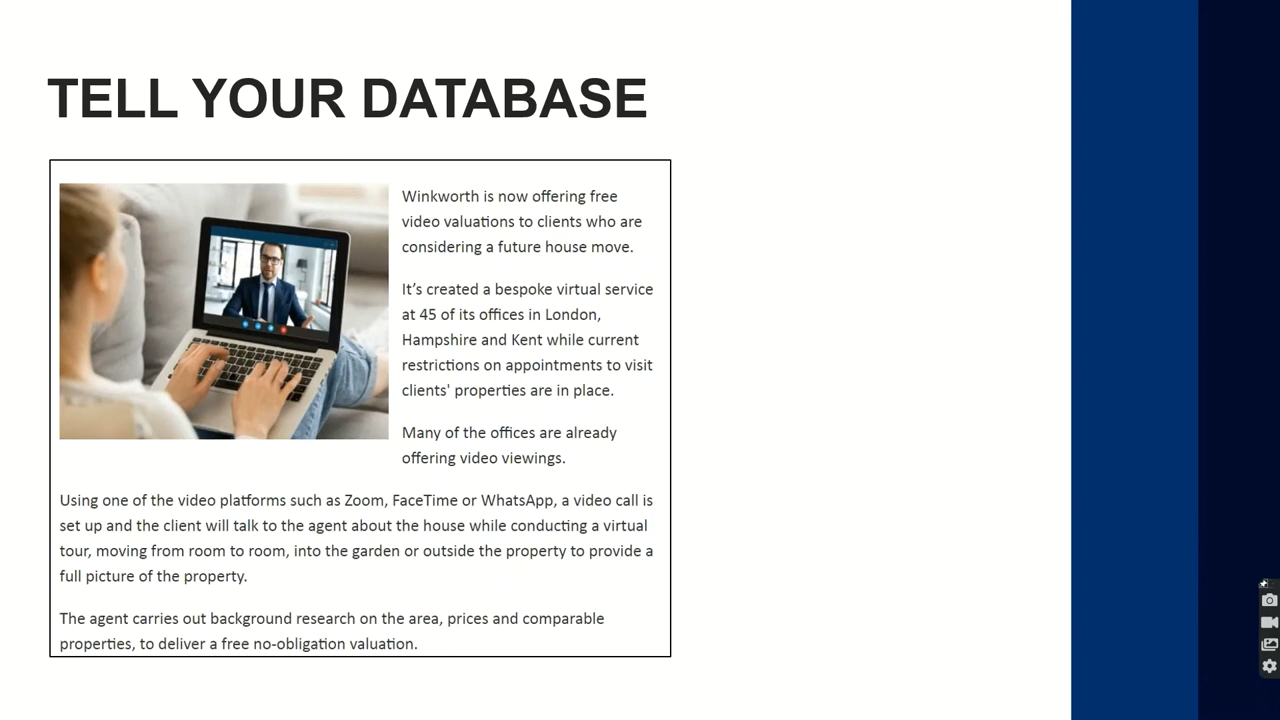 TELL YOUR DATABASE
Winkworth is now offering free
video valuations to clients who are
considering a future house move.
It’s created a bespoke virtual service
at 45 of its offices in London,
Hampshire and Kent while current
restrictions on appointments to visit
clients' properties are in place.
Many of the offices are already
offering video viewings.
Using one of the video platforms such as Zoom, FaceTime or WhatsApp, a video call is
set up and the client will talk to the agent about the house while conducting a virtual
tour, moving from room to room, into the garden or outside the property to provide a
full picture of the property.
The agent carries out background research on the area, prices and comparable
properties, to deliver a free no-obligation valuation.